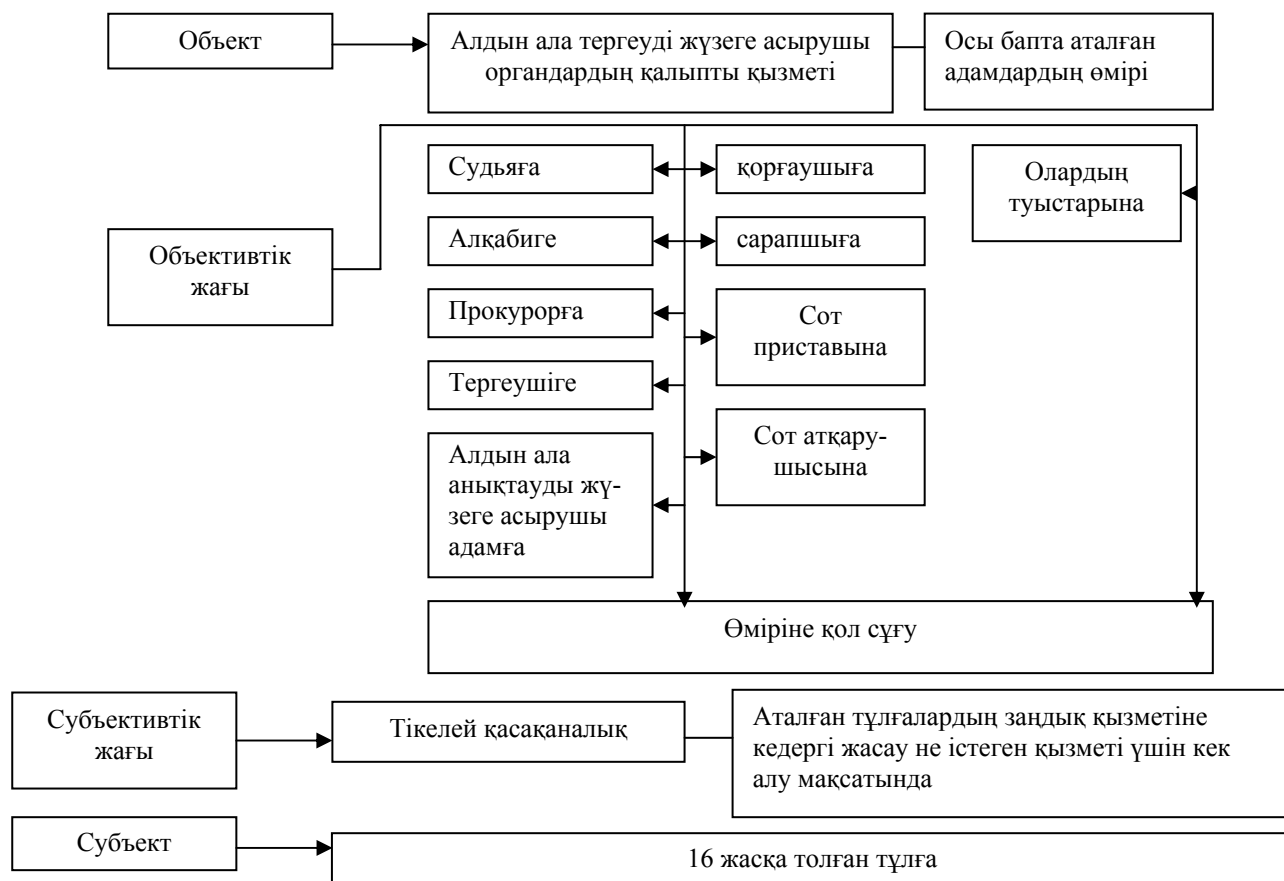 Объект
Алдын ала тергеуді жүзеге асырушы
органдардың қалыпты қызметі
Осы бапта аталған
адамдардың өмірі
Объективтік
жағы
Судьяға
қорғаушыға
Олардың
туыстарына
Алқабиге
сарапшыға
Прокурорға
Сот
приставына
Тергеушіге
Сот атқару-
шысына
Алдын ала
анықтауды жү-
зеге асырушы
адамға
Өміріне қол сұғу
Субъективтік
жағы
Тікелей қасақаналық
Аталған тұлғалардың заңдық қызметіне
кедергі жасау не істеген қызметі үшін кек
алу мақсатында
Субъект
16 жасқа толған тұлға